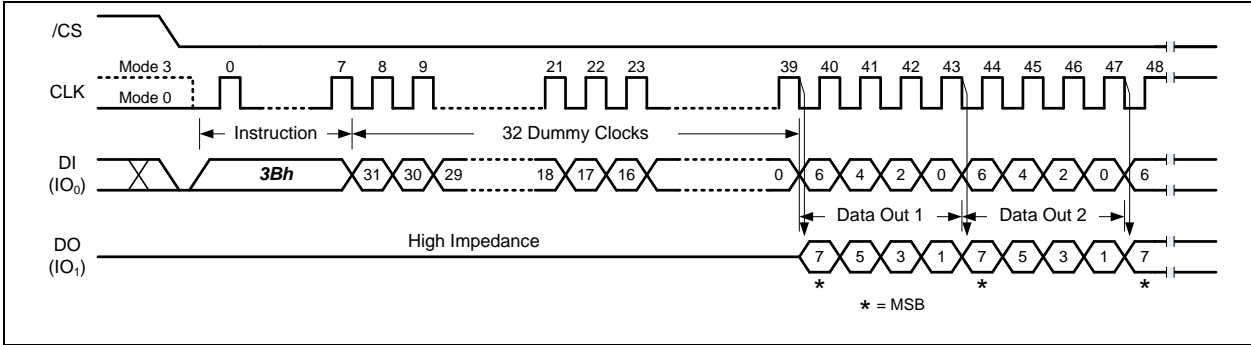 /CS
Mode 3 0 7 8 9 21 22 23 39 40 41 42 43 44 45 46 47 48
CLK
Mode 0
Instruction 32 Dummy Clocks
DI
(IO₀)
3Bh 31 30 29 18 17 16 0 6 4 2 0 6 4 2 0 6
Data Out 1 Data Out 2
DO
(IO₁)
High Impedance
7 5 3 1 7 5 3 1 7
* * *
* = MSB